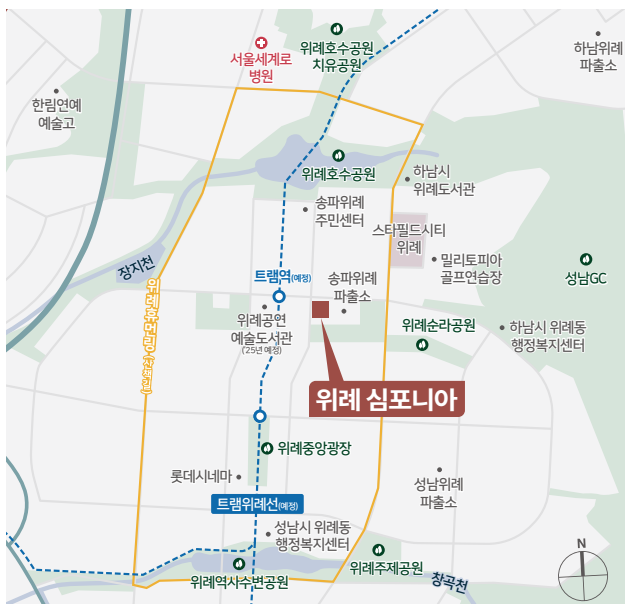 위례호수공원
치유공원
서울세계로
병원
하남위례
파출소
한림연예
예술고
위례호수공원
하남시
위례도서관
송파위례
주민센터
스타필드시티
위례
밀리토피아
골프연습장
성남GC
장지천
트램역(예정)
송파위례
파출소
위례휴먼링(산책길)
위례공연
예술도서관
('25년 예정)
위례순라공원
하남시 위례동
행정복지센터
위례 심포니아
위례중앙광장
롯데시네마
성남위례
파출소
트램위례선(예정)
성남시 위례동
행정복지센터
위례역사수변공원
위례주제공원
창곡천
N